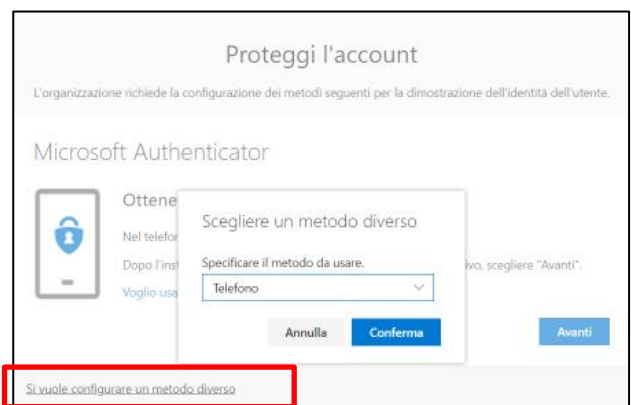 Proteggi l'account
L'organizzazione richiede la configurazione dei metodi seguenti per la dimostrazione dell'identità dell'utente.
Microsoft Authenticator
Ottene
Scegliere un metodo diverso
Nel telefor
Specificare il metodo da usare.
Dopo l'inst
ivo, scegliere "Avanti".
Telefono
Voglio usa
Annulla
Conferma
Avanti
Si vuole configurare un metodo diverso